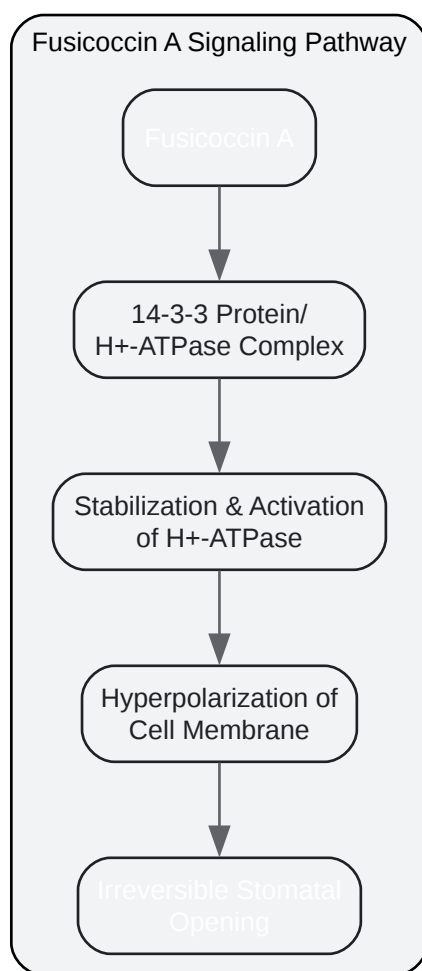 Fusicoccin A Signaling Pathway
Fusicoccin A
14-3-3 Protein/
H+-ATPase Complex
Stabilization & Activation
of H+-ATPase
Hyperpolarization of
Cell Membrane
Irreversible Stomatal
Opening